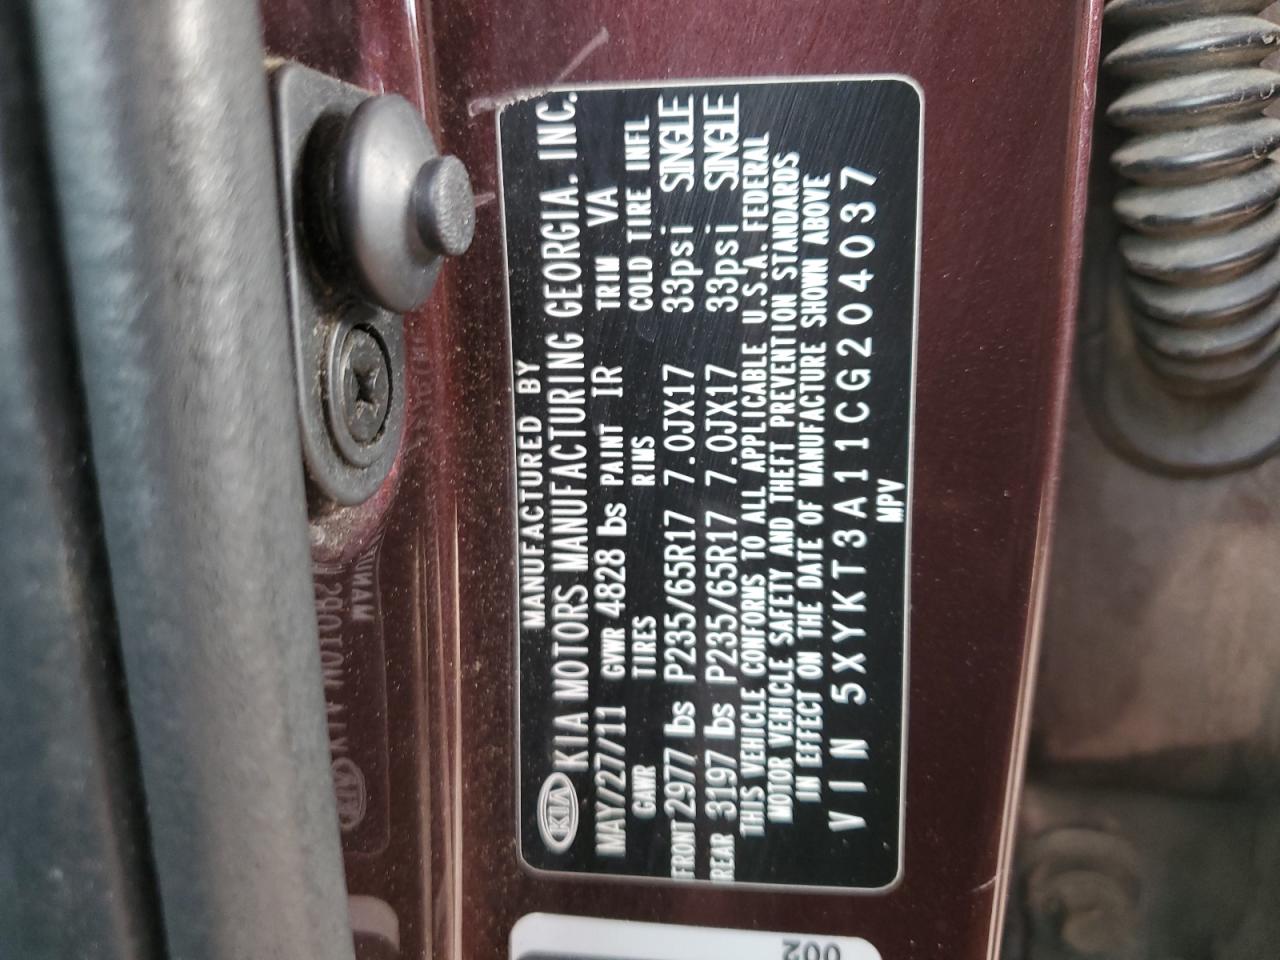 MANUFACTURED BY
KIA KIA MOTORS MANUFACTURING GEORGIA. INC.
MAY/27/11 GVWR 4828 lbs PAINT IR TRIM VA
GAWR TIRES RIMS COLD TIRE INFL
FRONT 2977 lbs P235/65R17 7.0JX17 33psi SINGLE
REAR 3197 lbs P235/65R17 7.0JX17 33psi SINGLE
THIS VEHICLE CONFORMS TO ALL APPLICABLE U.S.A. FEDERAL
MOTOR VEHICLE SAFETY AND THEFT PREVENTION STANDARDS
IN EFFECT ON THE DATE OF MANUFACTURE SHOWN ABOVE
VIN 5XYKT3A11CG204037
MPV
002